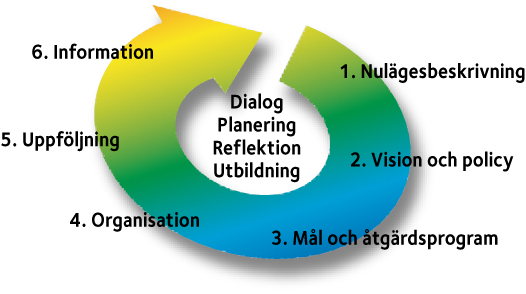 1. Nulägesbeskrivning
2. Vision och policy
3. Mål och åtgärdsprogram
4. Organisation
5. Uppföljning
6. Information
Dialog
Planering
Reflektion
Utbildning